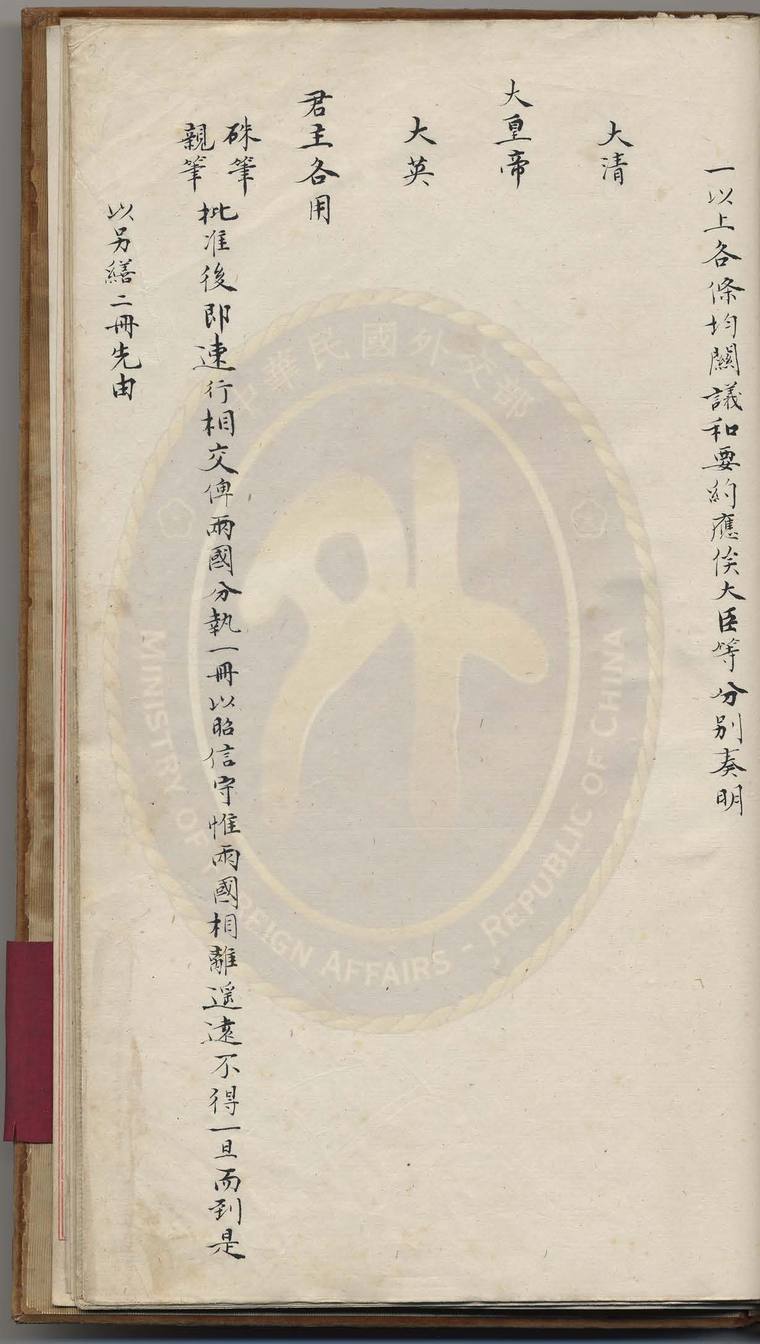 一以上各條均關議和要約應俟大臣等分别奏明
大清
大皇帝
大英
君主各用
硃筆
親筆
批准後即速行相交俾兩國分執一冊以昭信守惟兩國相離遥遠不得一旦而到是
以另繕二冊先由
中華民國外交部
外
MINISTRY OF FOREIGN AFFAIRS - REPUBLIC OF CHINA